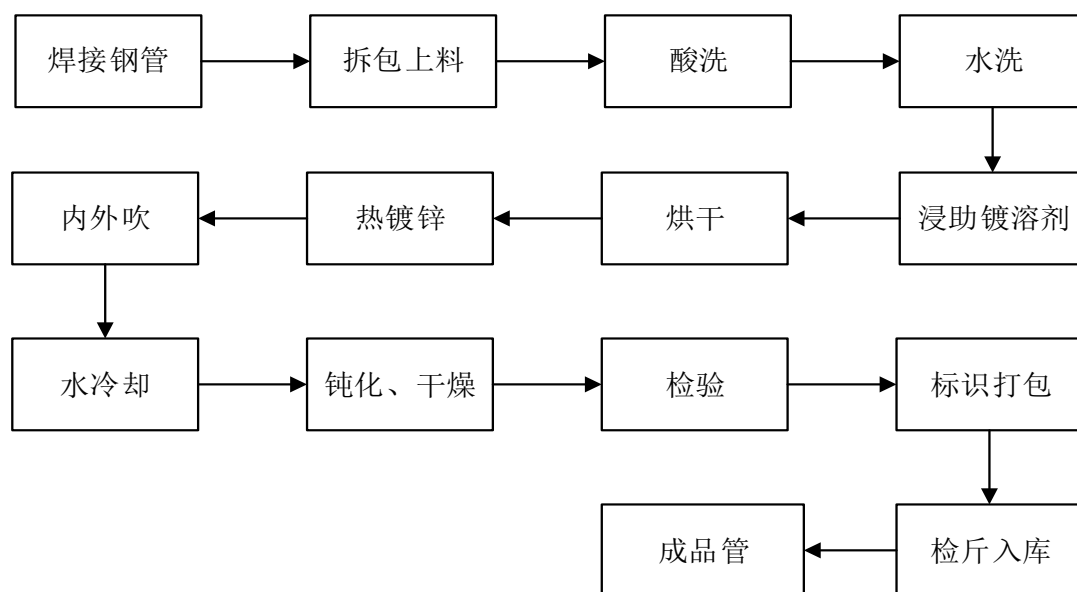 焊接钢管
拆包上料
酸洗
水洗
浸助镀溶剂
烘干
热镀锌
内外吹
水冷却
钝化、干燥
检验
标识打包
检斤入库
成品管